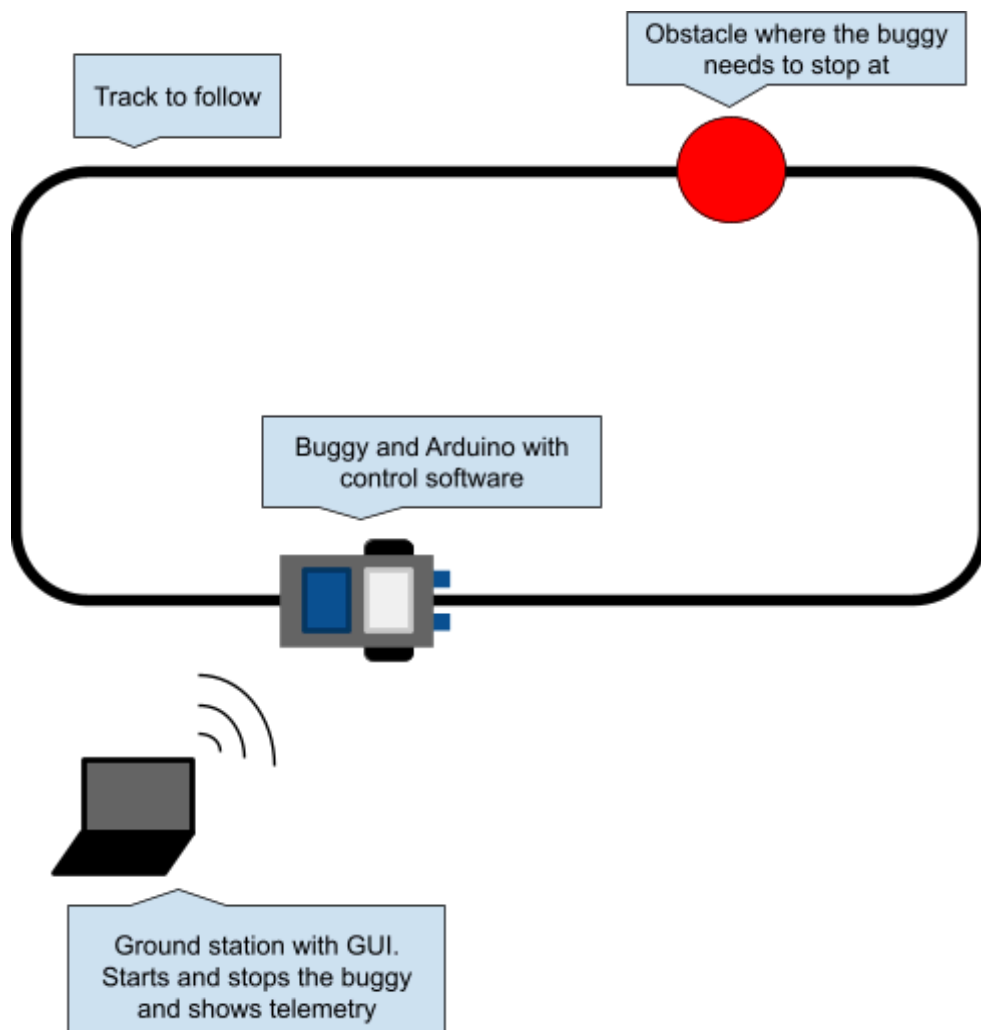 Obstacle where the buggy
needs to stop at
Track to follow
Buggy and Arduino with
control software
Ground station with GUI.
Starts and stops the buggy
and shows telemetry